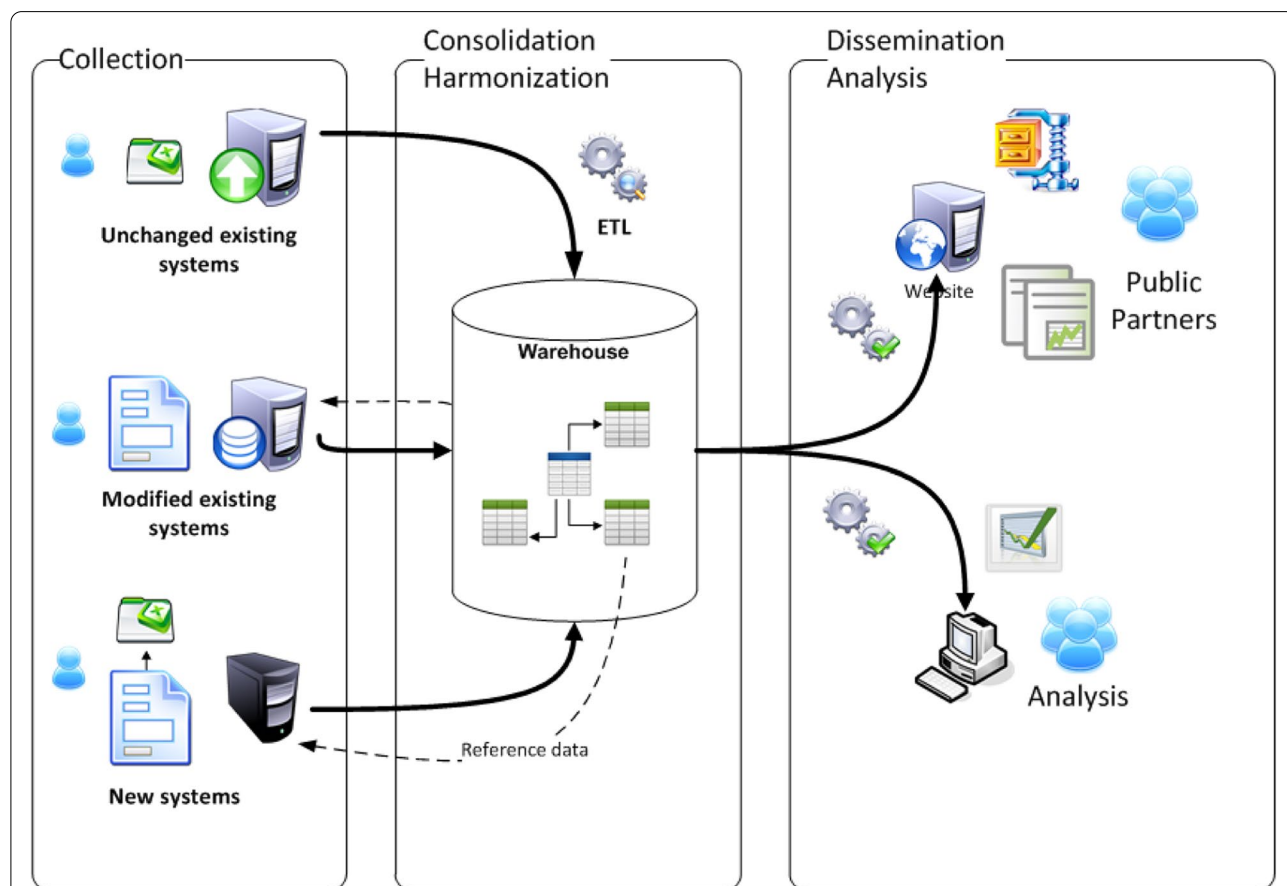 Collection
Unchanged existing
systems
Modified existing
systems
New systems
Consolidation
Harmonization
ETL
Warehouse
Reference data
Dissemination
Analysis
Website
Public
Partners
Analysis